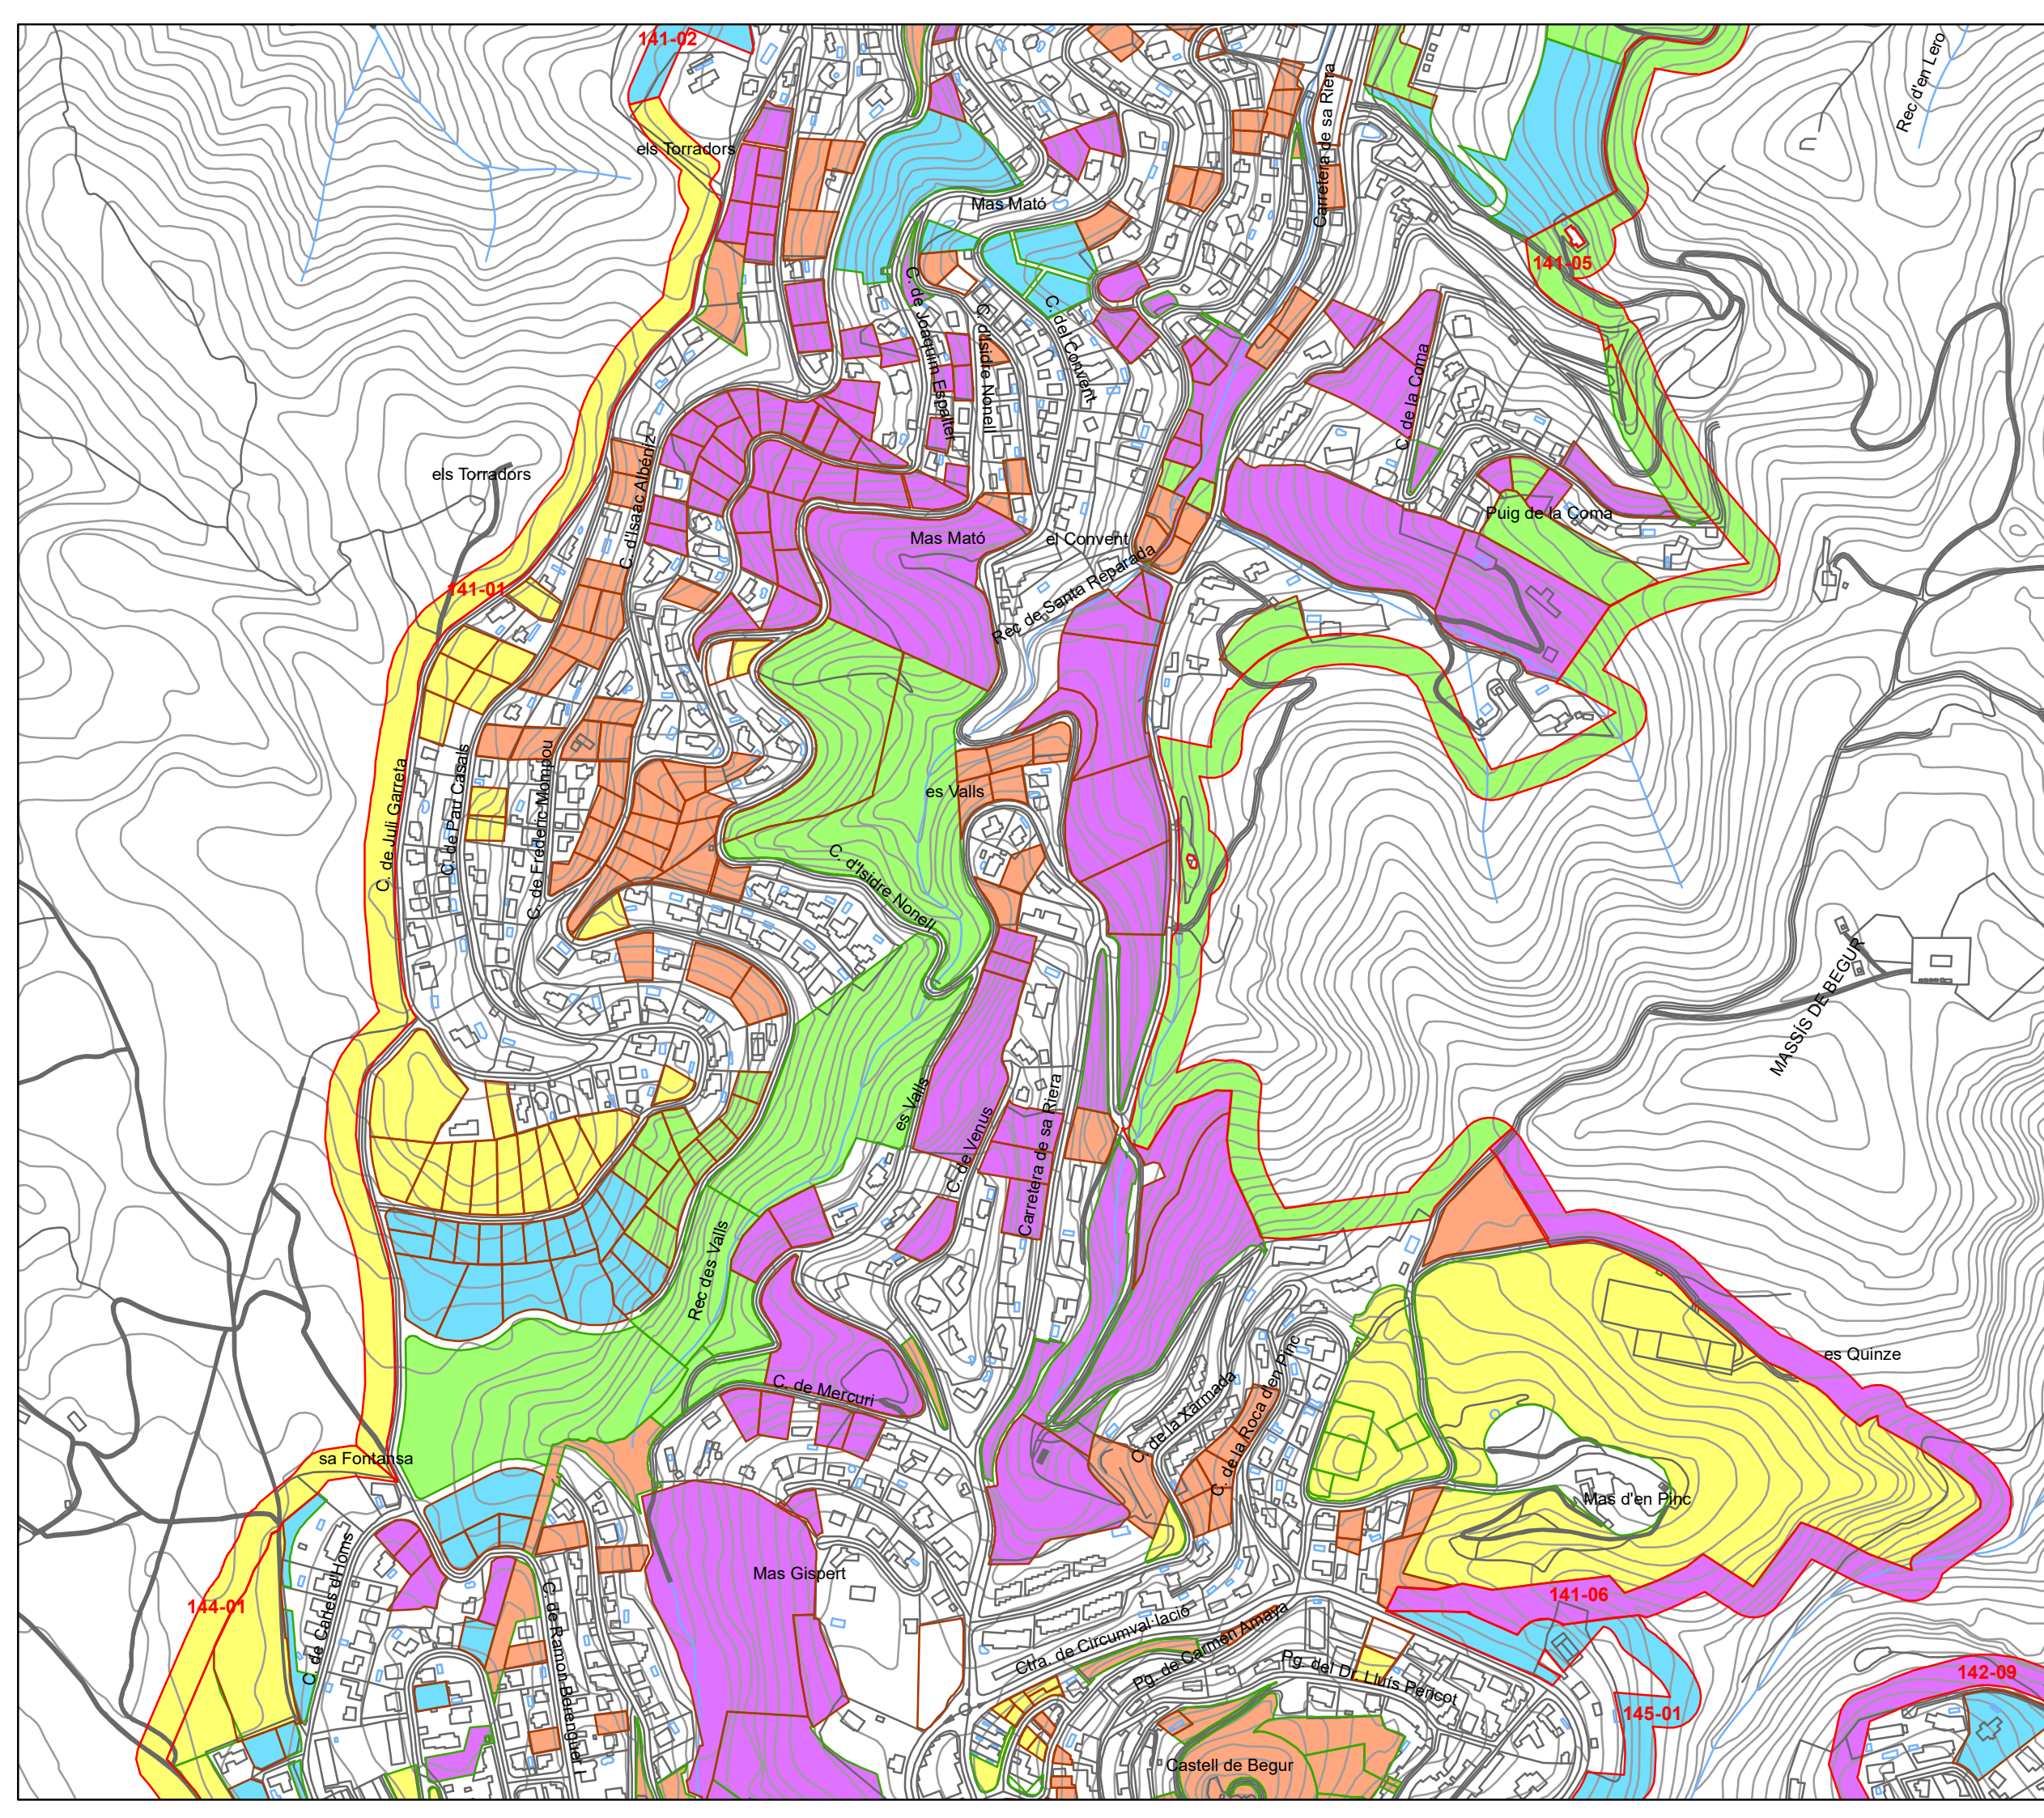 141-02
Rec d'en Lero
Carretera de sa Riera
els Torradors
Mas Mató
141-05
C. de Joaquim Espalter
C. d'Isidre Nonell
C. del Convent
C. de la Coma
els Torradors
C. d'Isaac Albéniz
Puig de la Coma
Mas Mató
el Convent
Rec de Santa Reparada
141-01
C. de Juli Garreta
C. de Pau Casals
C. de Frederic Mompou
es Valls
C. d'Isidre Nonell
MASSÍS DE BEGUR
es Valls
C. de Venus
Carretera de sa Riera
Rec des Valls
es Quinze
C. de Mercuri
C. de la Xarmada
C. de la Roca d'en Pinc
sa Fontansa
Mas d'en Pinc
Mas Gispert
141-06
144-01
C. de Carles d'Homs
C. de Ramon Berenguer I
Ctra. de Circumval·lació
Pg. de Carmen Amaya
Pg. del Dr. Lluís Pericot
142-09
145-01
Castell de Begur